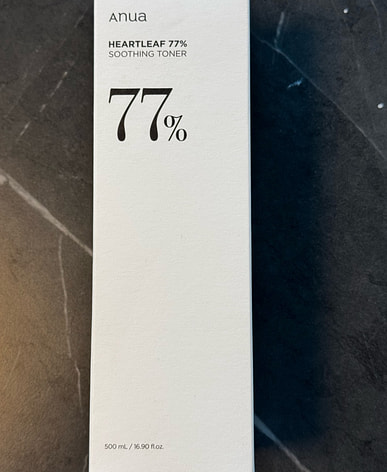 Anua
HEARTLEAF 77%
SOOTHING TONER
77%
500 mL / 16.90 fl.oz.